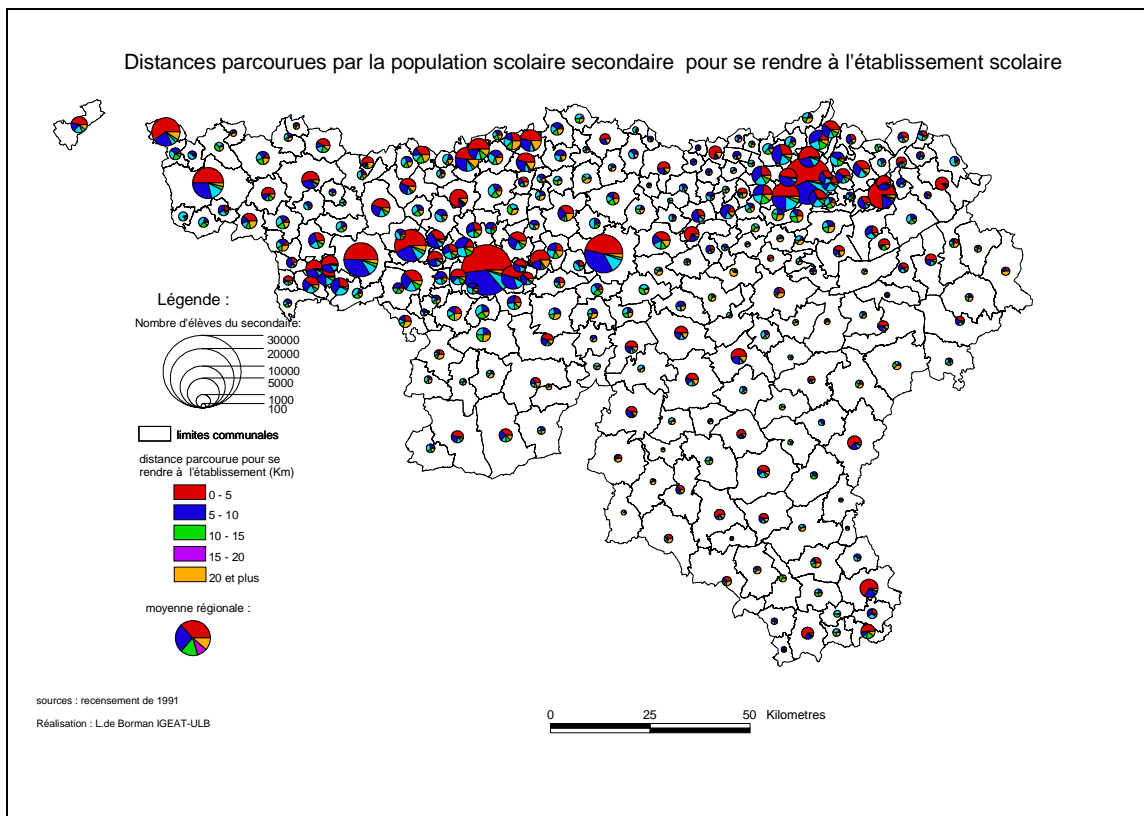 Distances parcourues par la population scolaire secondaire pour se rendre à l'établissement scolaire
Légende :
Nombre d'élèves du secondaire:
30000
20000
10000
5000
1000
100
limites communales
distance parcourue pour se
rendre à l'établissement (Km)
0 - 5
5 - 10
10 - 15
15 - 20
20 et plus
moyenne régionale :
sources : recensement de 1991
Réalisation : L.de Borman IGEAT-ULB
0 25 50 Kilometres